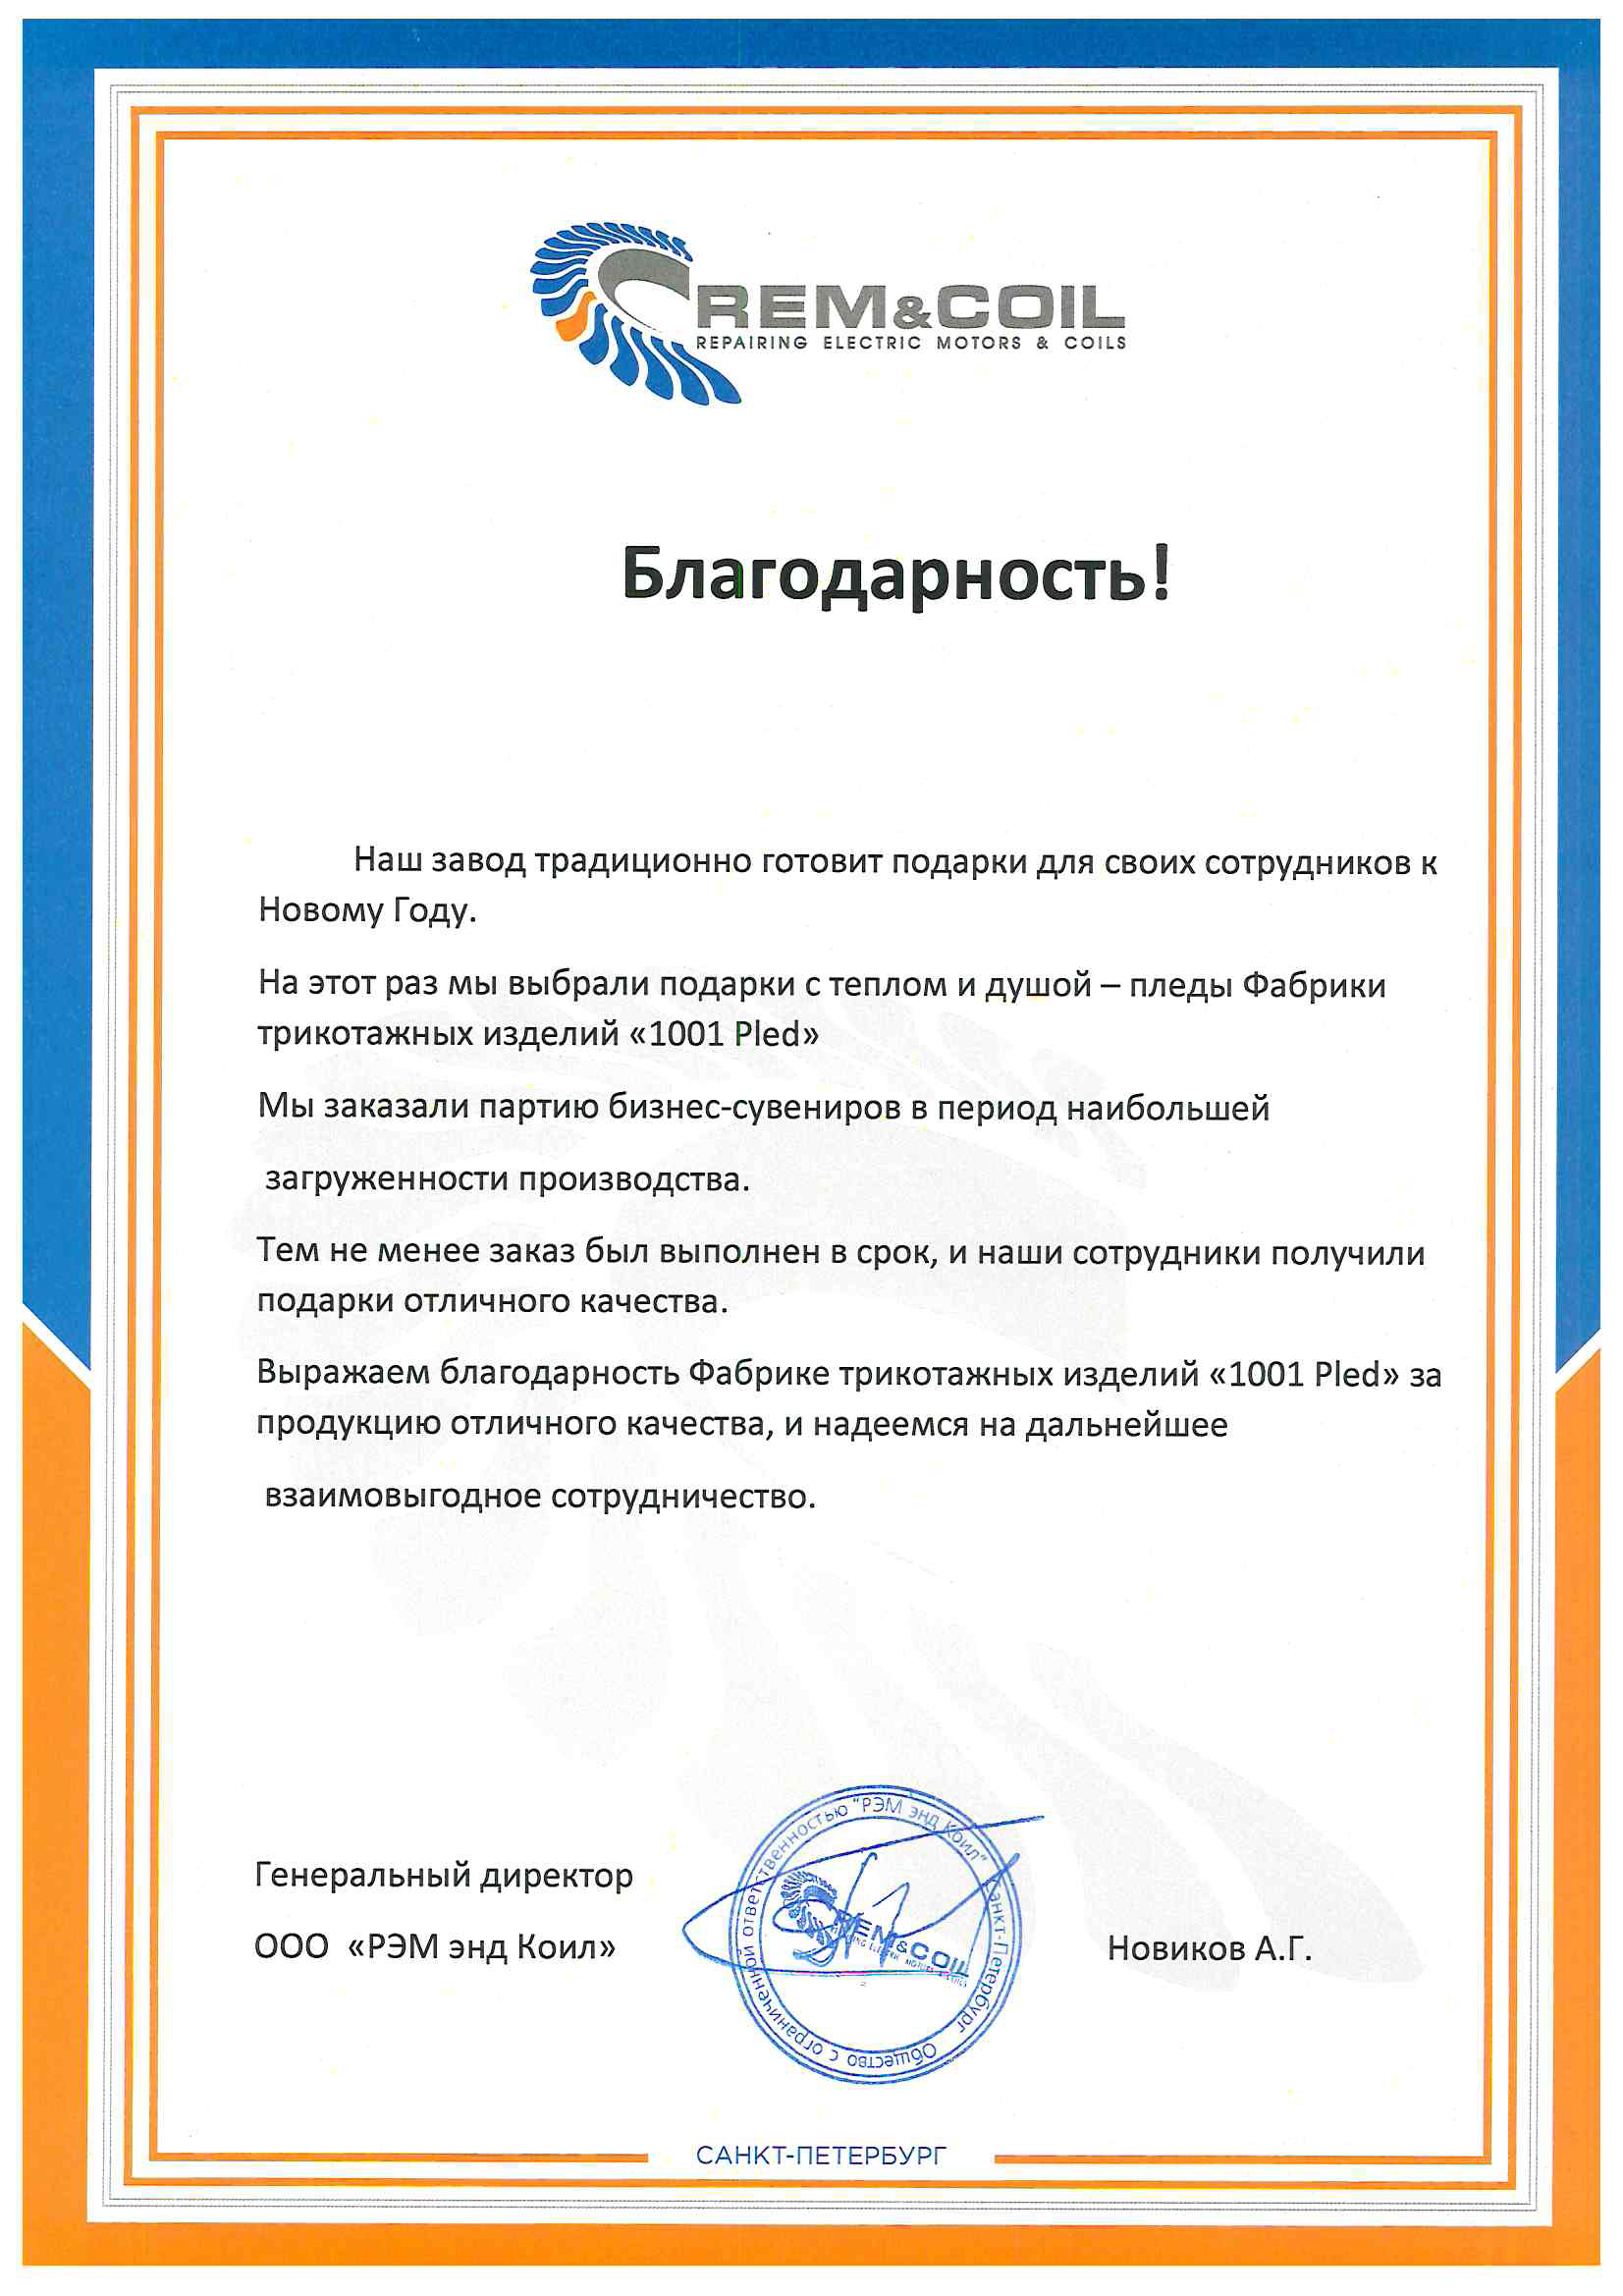 REM&COIL
REPAIRING ELECTRIC MOTORS & COILS
Благодарность!
Наш завод традиционно готовит подарки для своих сотрудников к
Новому Году.
На этот раз мы выбрали подарки с теплом и душой – пледы Фабрики
трикотажных изделий «1001 Pled»
Мы заказали партию бизнес-сувениров в период наибольшей
загруженности производства.
Тем не менее заказ был выполнен в срок, и наши сотрудники получили
подарки отличного качества.
Выражаем благодарность Фабрике трикотажных изделий «1001 Pled» за
продукцию отличного качества, и надеемся на дальнейшее
взаимовыгодное сотрудничество.
Генеральный директор
ООО «РЭМ энд Коил»
Новиков А.Г.
Общество с ограниченной ответственностью "РЭМ энд Коил" Санкт-Петербург
REM&COIL
REPAIRING ELECTRIC MOTORS & COILS
САНКТ-ПЕТЕРБУРГ